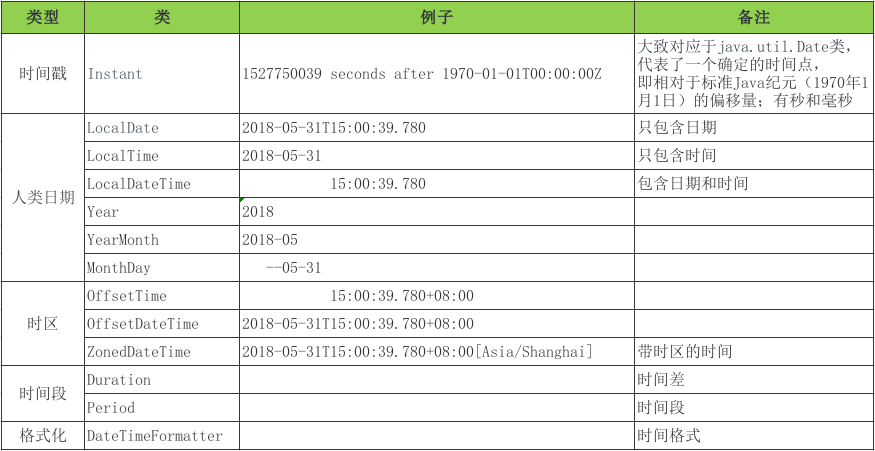 类型 类 例子 备注
时间戳 Instant 1527750039 seconds after 1970-01-01T00:00:00Z 大致对应于java.util.Date类，
代表了一个确定的时间点，
即相对于标准Java纪元（1970年1
月1日）的偏移量；有秒和毫秒
人类日期 LocalDate 2018-05-31T15:00:39.780 只包含日期
LocalTime 2018-05-31 只包含时间
LocalDateTime 15:00:39.780 包含日期和时间
Year 2018
YearMonth 2018-05
MonthDay --05-31
时区 OffsetTime 15:00:39.780+08:00
OffsetDateTime 2018-05-31T15:00:39.780+08:00
ZonedDateTime 2018-05-31T15:00:39.780+08:00[Asia/Shanghai] 带时区的时间
时间段 Duration 时间差
Period 时间段
格式化 DateTimeFormatter 时间格式